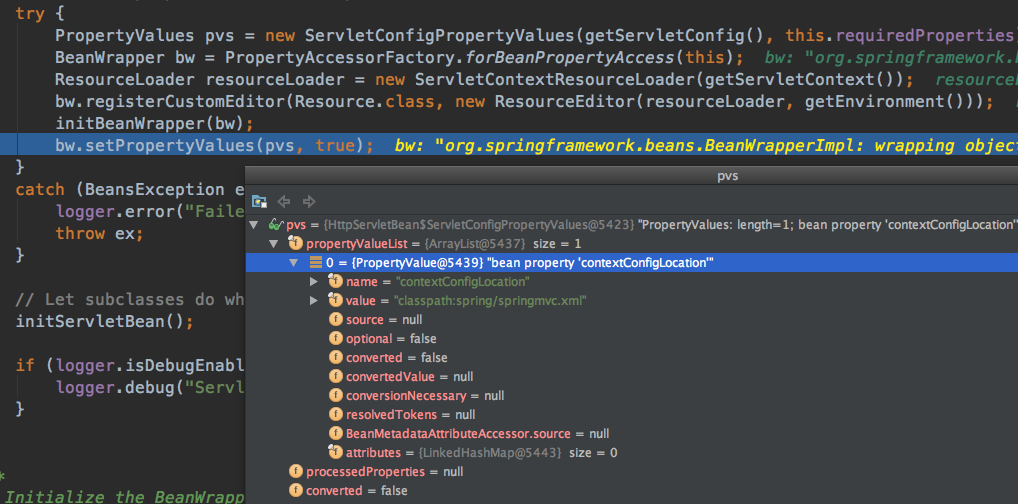 try {
PropertyValues pvs = new ServletConfigPropertyValues(getServletConfig(), this.requiredProperties
BeanWrapper bw = PropertyAccessorFactory.forBeanPropertyAccess(this); bw: "org.springframework.b
ResourceLoader resourceLoader = new ServletContextResourceLoader(getServletContext()); resourceL
bw.registerCustomEditor(Resource.class, new ResourceEditor(resourceLoader, getEnvironment()));
initBeanWrapper(bw);
bw.setPropertyValues(pvs, true); bw: "org.springframework.beans.BeanWrapperImpl: wrapping object
}
catch (BeansException e
logger.error("Faile
throw ex;
}
// Let subclasses do wh
initServletBean();
if (logger.isDebugEnabl
logger.debug("Servl
}
*
Initialize the BeanWrapp
pvs
pvs = {HttpServletBean$ServletConfigPropertyValues@5423} "PropertyValues: length=1; bean property 'contextConfigLocation'"
propertyValueList = {ArrayList@5437} size = 1
0 = {PropertyValue@5439} "bean property 'contextConfigLocation'"
name = "contextConfigLocation"
value = "classpath:spring/springmvc.xml"
source = null
optional = false
converted = false
convertedValue = null
conversionNecessary = null
resolvedTokens = null
BeanMetadataAttributeAccessor.source = null
attributes = {LinkedHashMap@5443} size = 0
processedProperties = null
converted = false